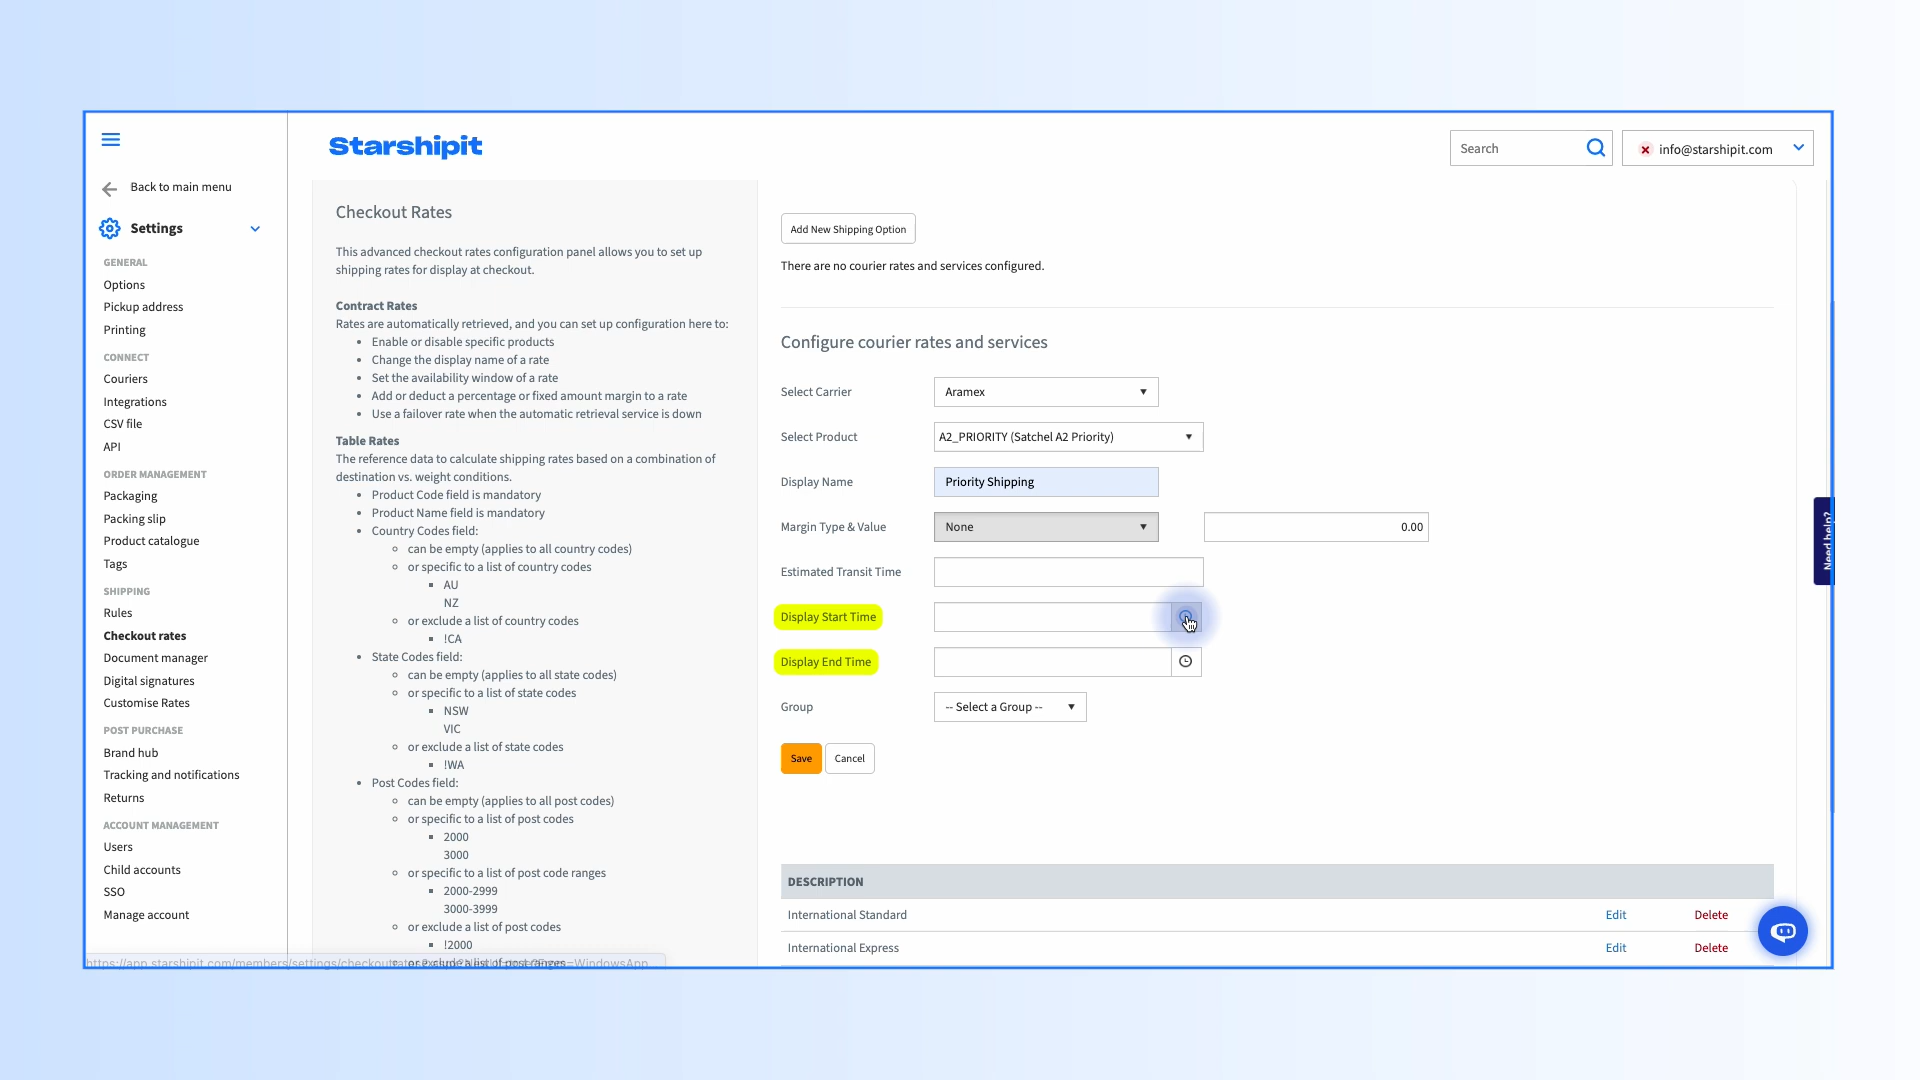 Starshipit
Search
info@starshipit.com
Back to main menu
Settings
GENERAL
Options
Pickup address
Printing
CONNECT
Couriers
Integrations
CSV file
API
ORDER MANAGEMENT
Packaging
Packing slip
Product catalogue
Tags
SHIPPING
Rules
Checkout rates
Document manager
Digital signatures
Customise Rates
POST PURCHASE
Brand hub
Tracking and notifications
Returns
ACCOUNT MANAGEMENT
Users
Child accounts
SSO
Manage account
Checkout Rates
This advanced checkout rates configuration panel allows you to set up
shipping rates for display at checkout.
Contract Rates
Rates are automatically retrieved, and you can set up configuration here to:
Enable or disable specific products
Change the display name of a rate
Set the availability window of a rate
Add or deduct a percentage or fixed amount margin to a rate
Use a failover rate when the automatic retrieval service is down
Table Rates
The reference data to calculate shipping rates based on a combination of
destination vs. weight conditions.
Product Code field is mandatory
Product Name field is mandatory
Country Codes field:
can be empty (applies to all country codes)
or specific to a list of country codes
AU
NZ
or exclude a list of country codes
!CA
State Codes field:
can be empty (applies to all state codes)
or specific to a list of state codes
NSW
VIC
or exclude a list of state codes
!WA
Post Codes field:
can be empty (applies to all post codes)
or specific to a list of post codes
2000
3000
or specific to a list of post code ranges
2000-2999
3000-3999
or exclude a list of post codes
!2000
Add New Shipping Option
There are no courier rates and services configured.
Configure courier rates and services
Select Carrier
Aramex
Select Product
A2_PRIORITY (Satchel A2 Priority)
Display Name
Priority Shipping
Margin Type & Value
None
0.00
Estimated Transit Time
Display Start Time
Display End Time
Group
-- Select a Group --
Save
Cancel
DESCRIPTION
International Standard
Edit
Delete
International Express
Edit
Delete
Need help?